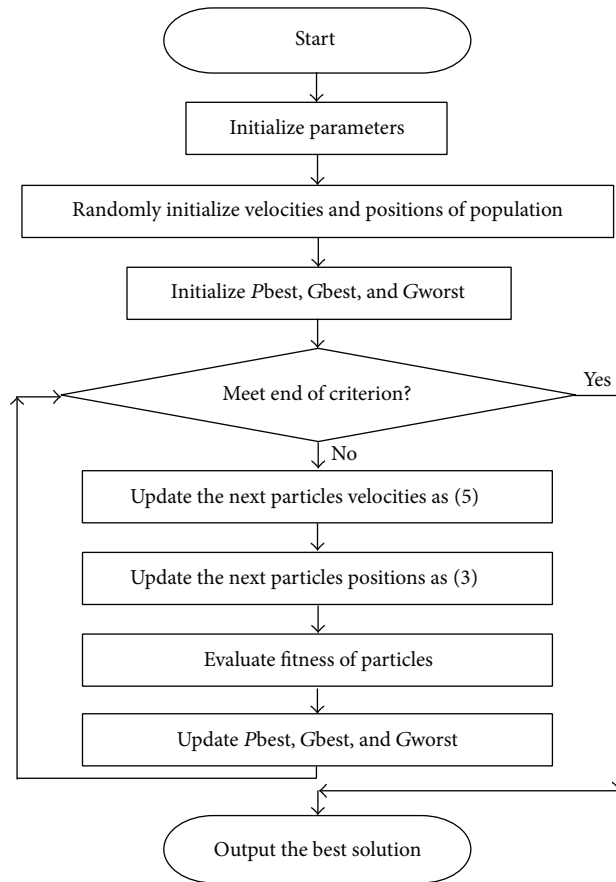 Start
Initialize parameters
Randomly initialize velocities and positions of population
Initialize Pbest, Gbest, and Gworst
Meet end of criterion?
Yes
No
Update the next particles velocities as (5)
Update the next particles positions as (3)
Evaluate fitness of particles
Update Pbest, Gbest, and Gworst
Output the best solution